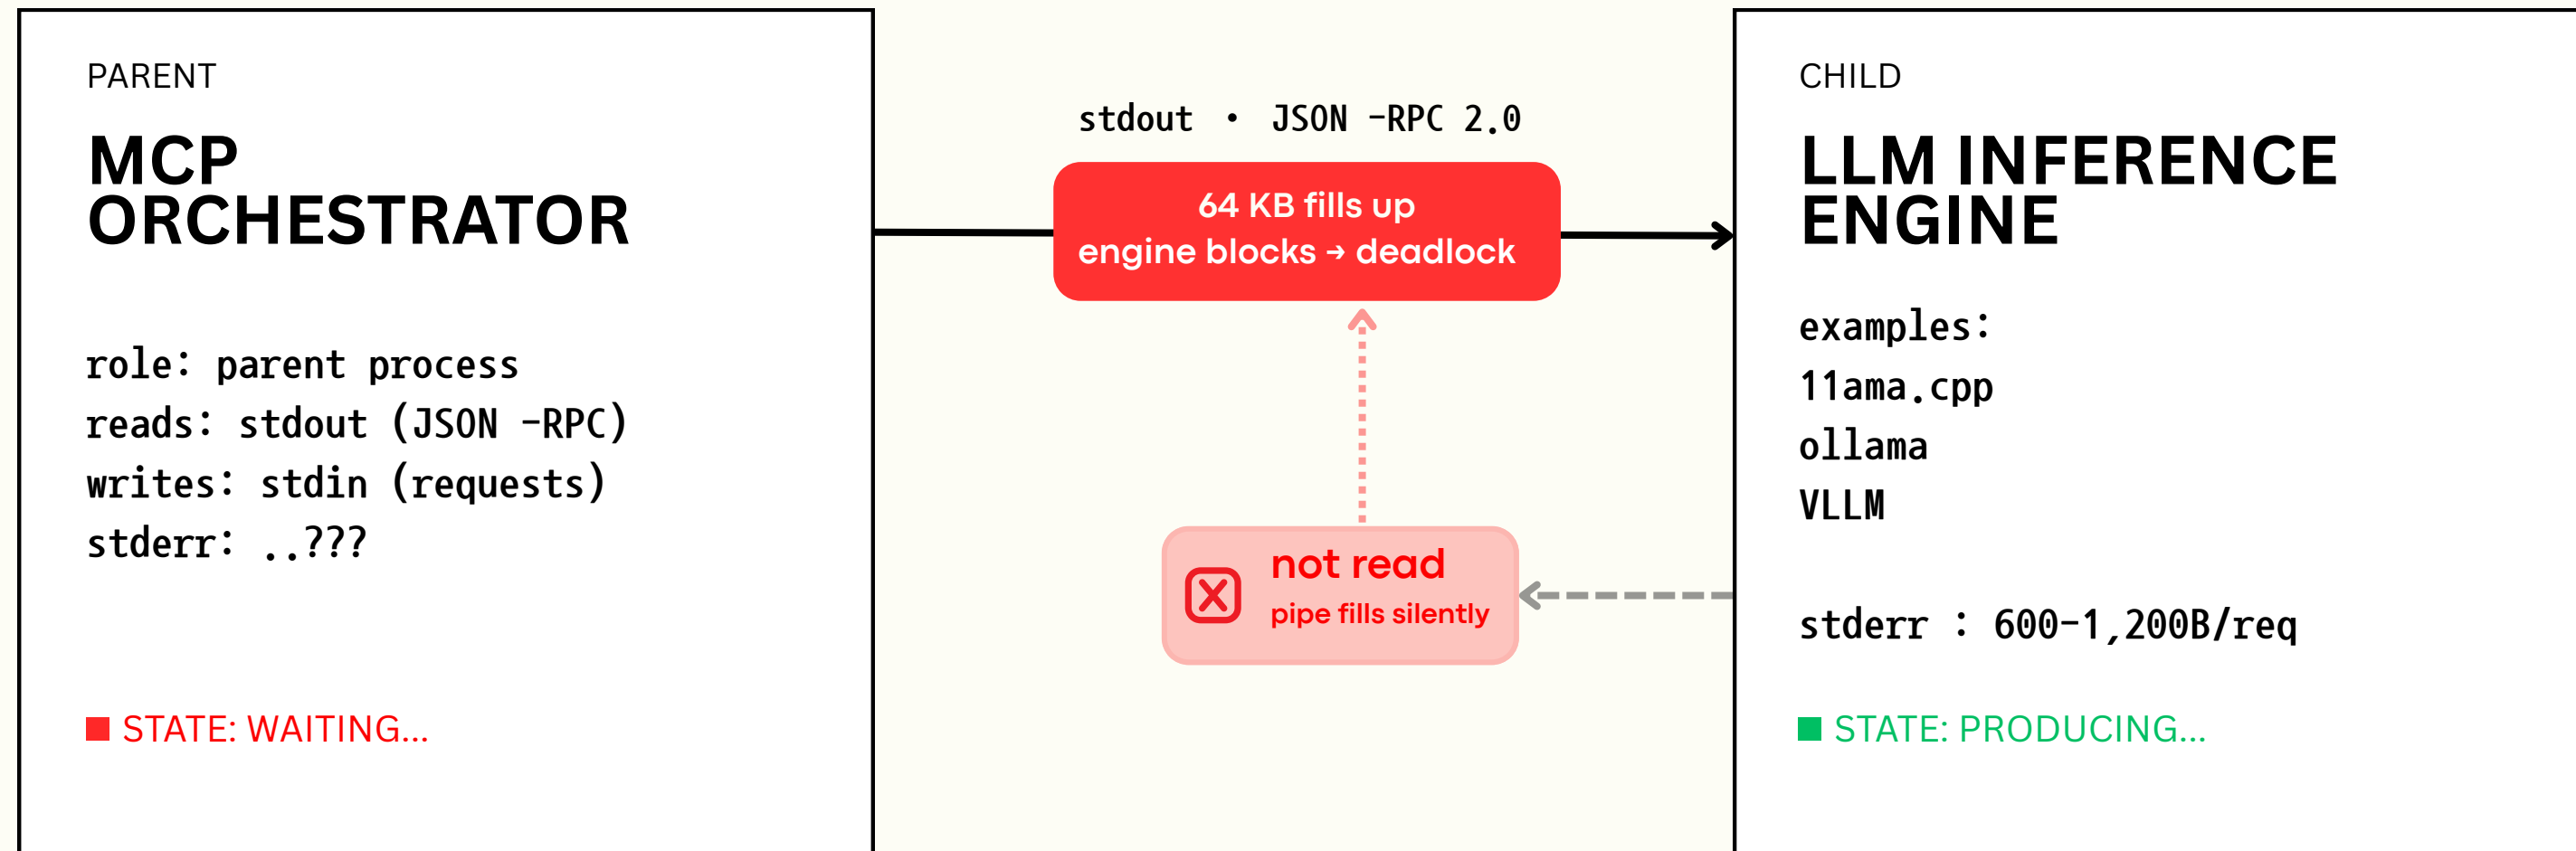 PARENT
MCP
ORCHESTRATOR
role: parent process
reads: stdout (JSON -RPC)
writes: stdin (requests)
stderr: ..???
STATE: WAITING...
stdout • JSON -RPC 2.0
64 KB fills up
engine blocks → deadlock
not read
pipe fills silently
CHILD
LLM INFERENCE
ENGINE
examples:
11ama.cpp
ollama
VLLM
stderr : 600-1,200B/req
STATE: PRODUCING...